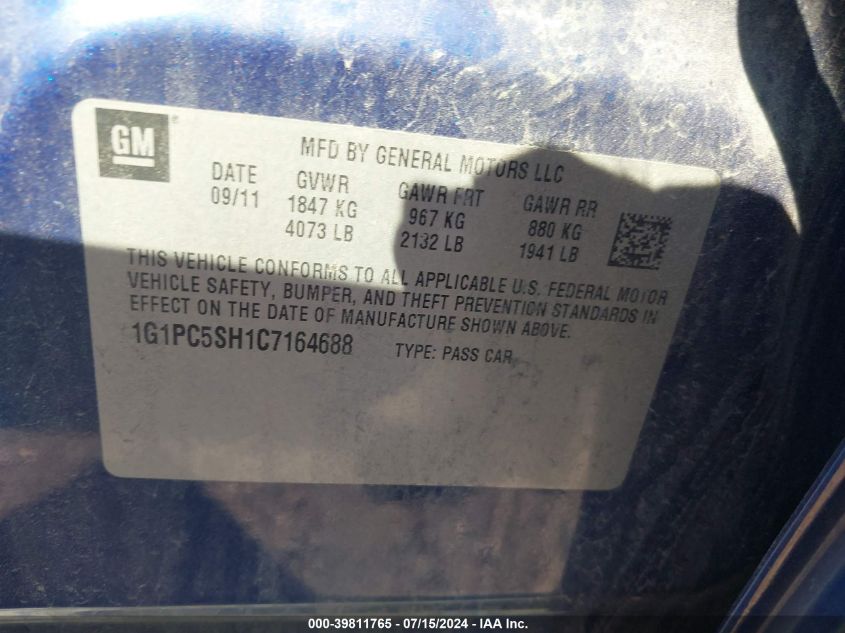 GM ®
MFD BY GENERAL MOTORS LLC
DATE GVWR GAWR FRT GAWR RR
09/11 1847 KG 967 KG 880 KG
4073 LB 2132 LB 1941 LB
THIS VEHICLE CONFORMS TO ALL APPLICABLE U.S. FEDERAL MOTOR
VEHICLE SAFETY, BUMPER, AND THEFT PREVENTION STANDARDS IN
EFFECT ON THE DATE OF MANUFACTURE SHOWN ABOVE.
1G1PC5SH1C7164688 TYPE: PASS CAR
000-39811765 - 07/15/2024 - IAA Inc.